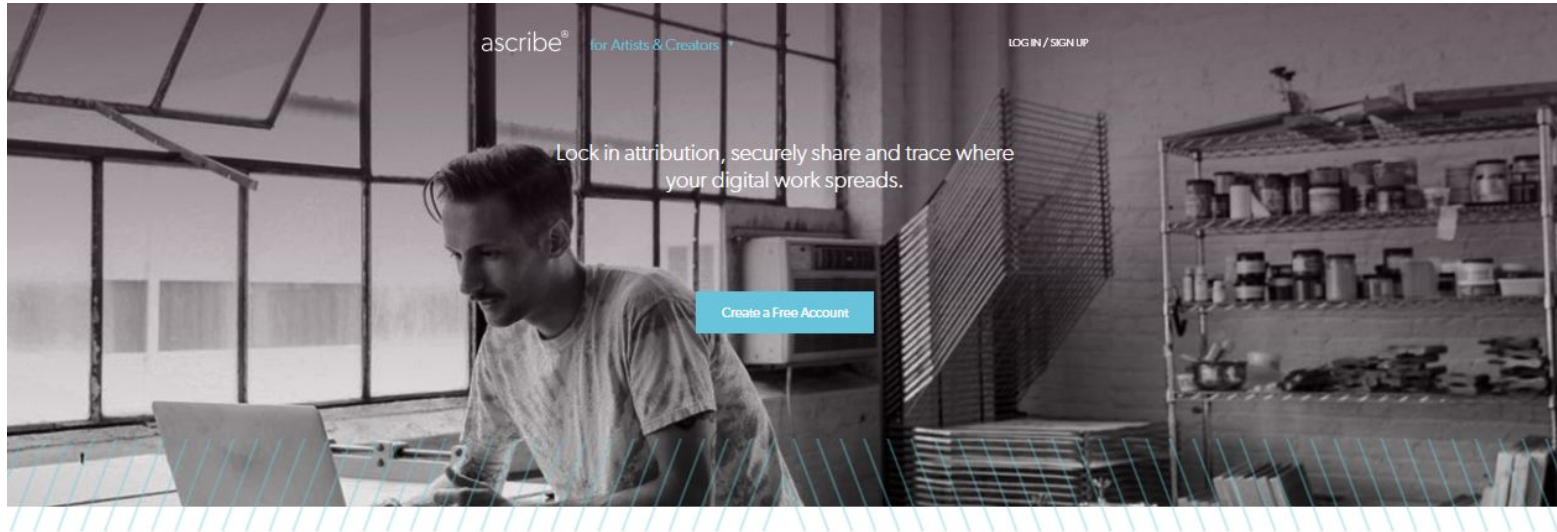 ascribe® for Artists & Creators
LOG IN / SIGN UP
Lock in attribution, securely share and trace where
your digital work spreads.
Create a Free Account